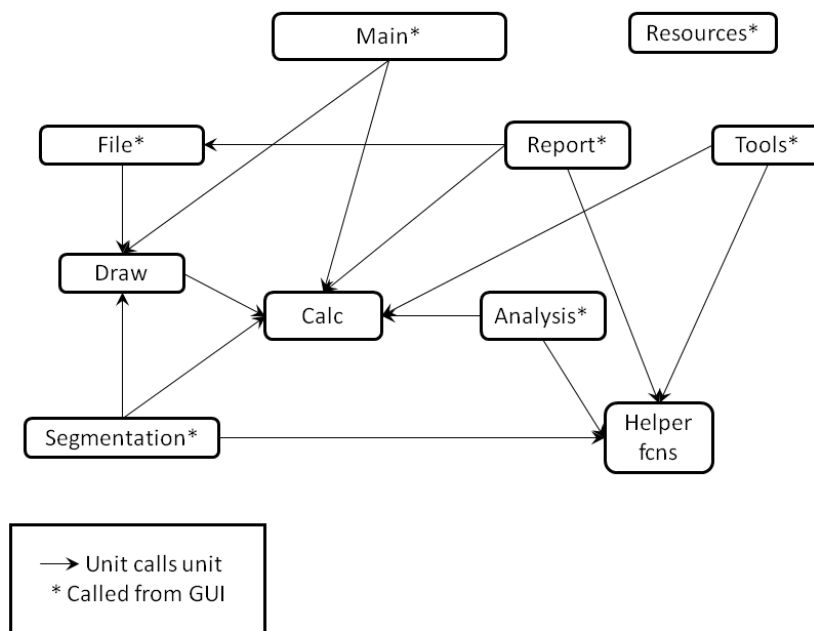 Main*
Resources*
File*
Report*
Tools*
Draw
Calc
Analysis*
Segmentation*
Helper
fcns
Unit calls unit
* Called from GUI